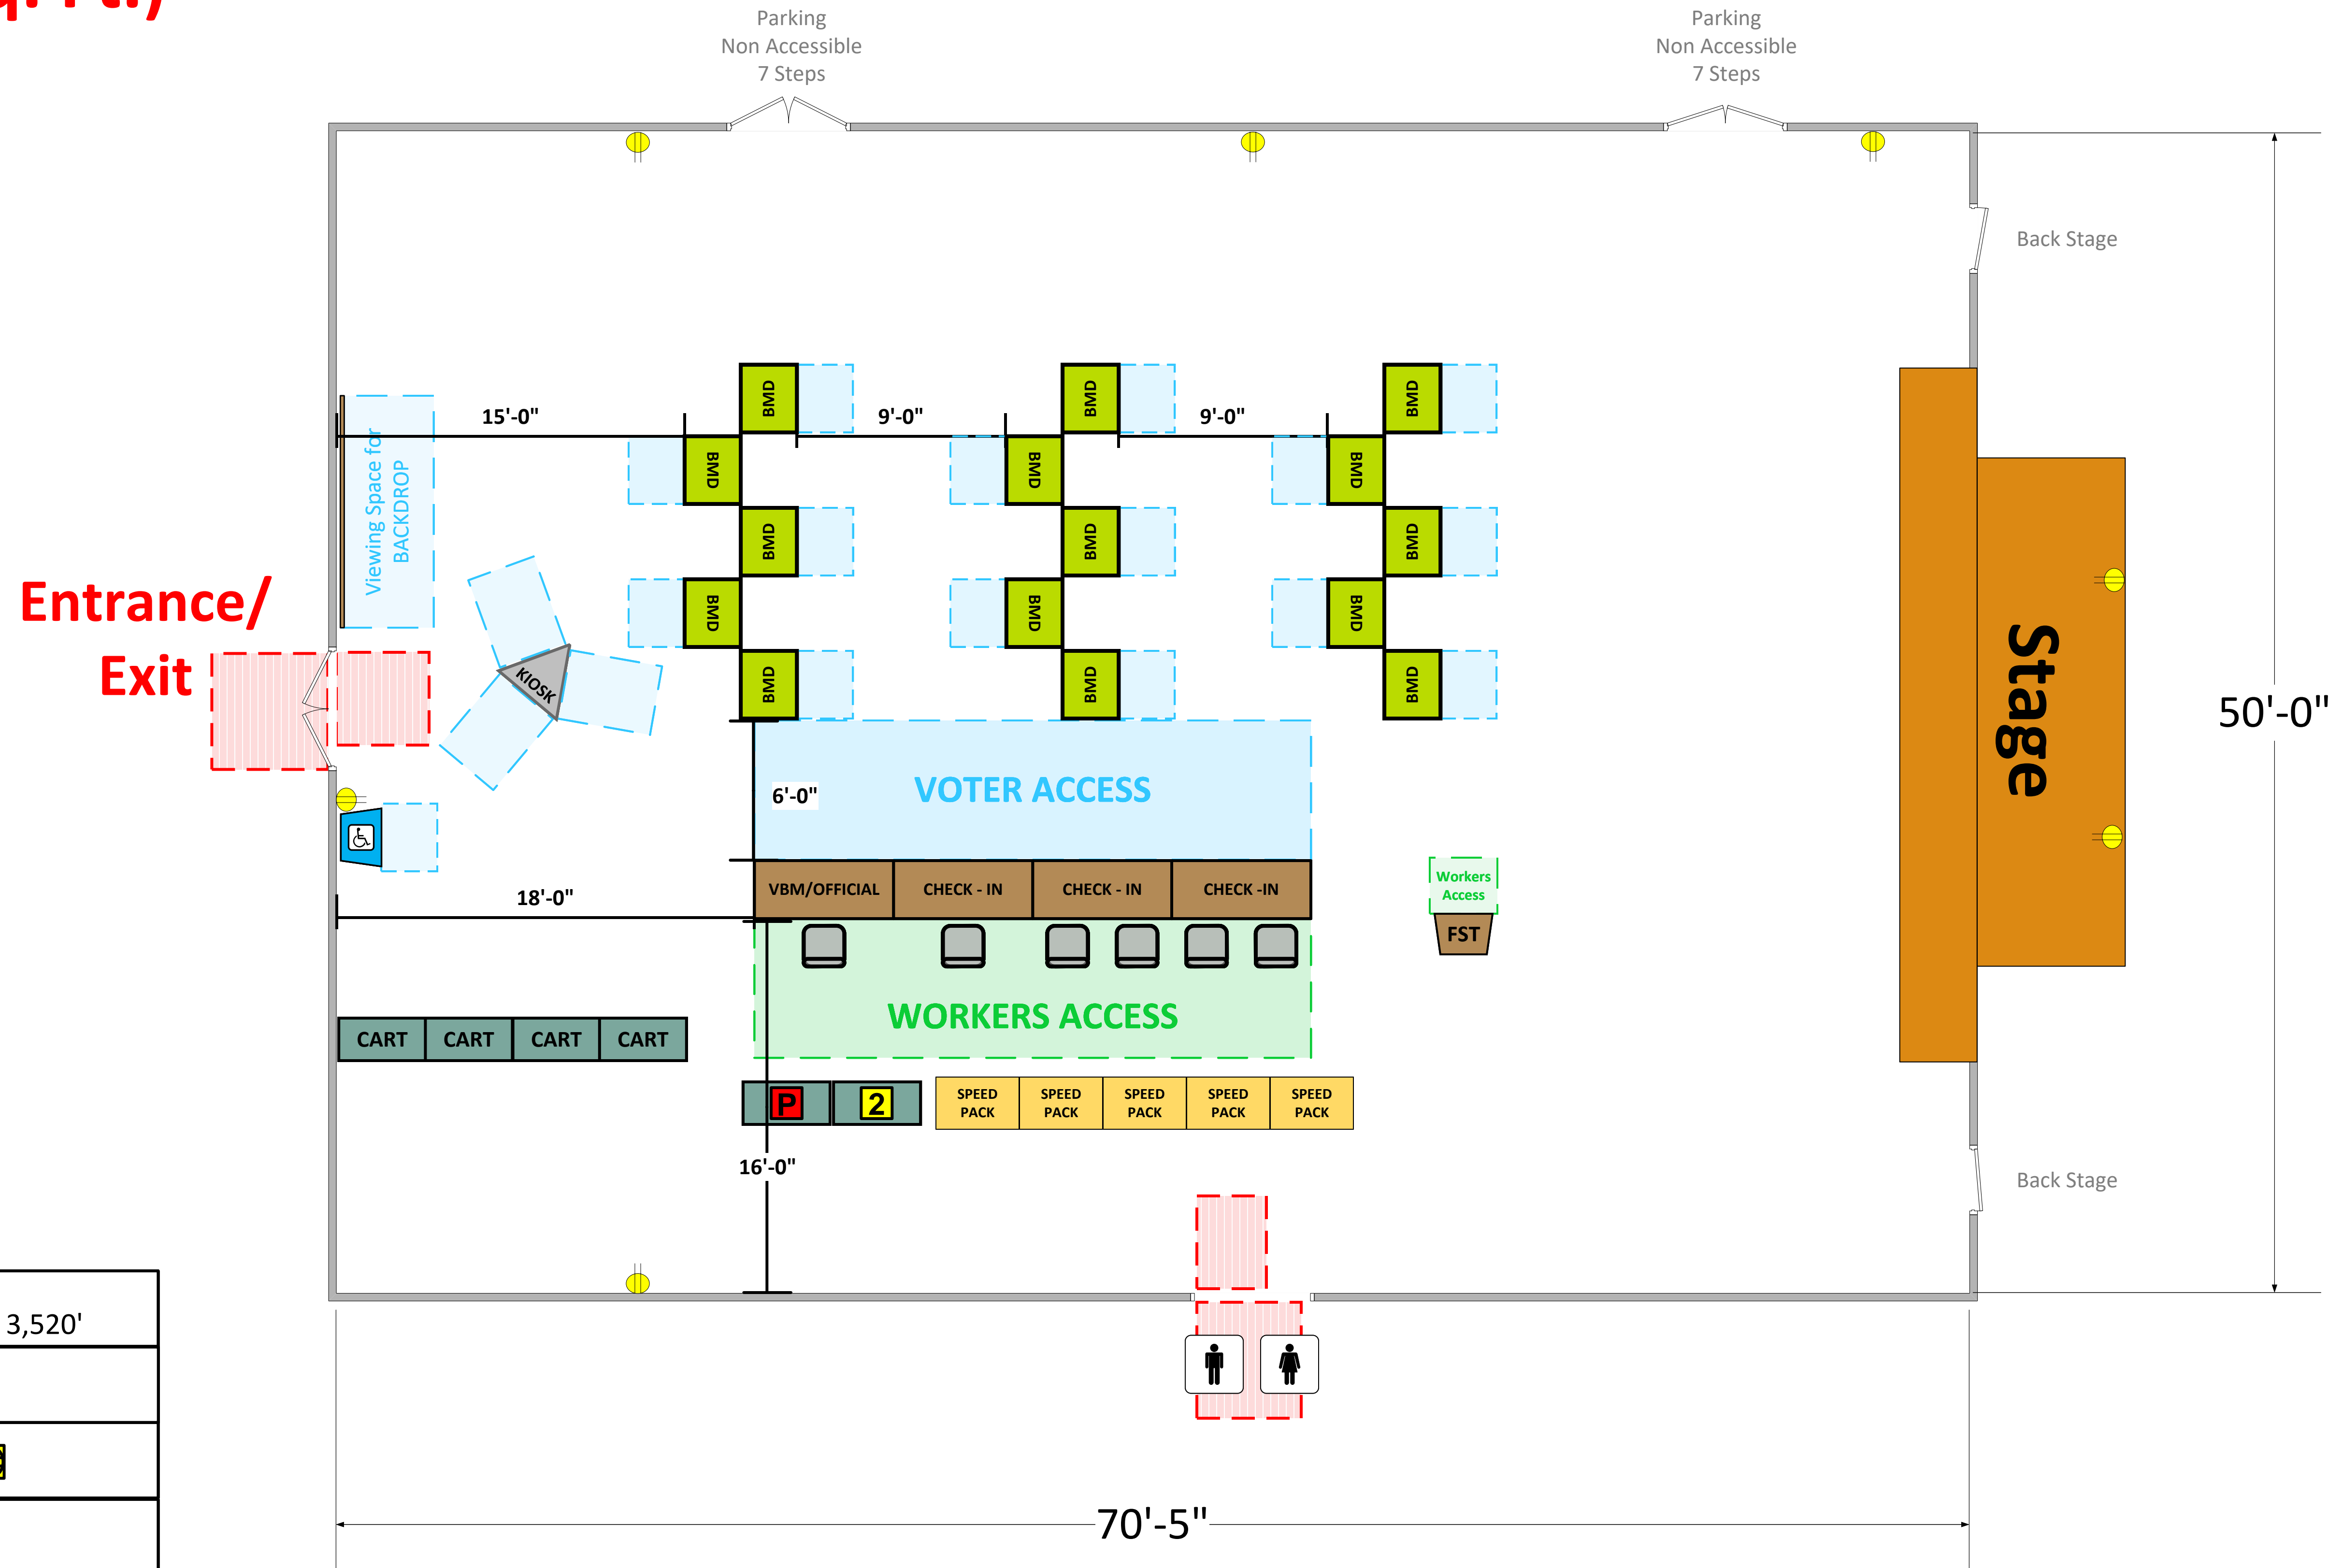 q. Ft.)
Parking
Non Accessible
7 Steps
Parking
Non Accessible
7 Steps
Back Stage
BMD
BMD
BMD
15'-0"
9'-0"
9'-0"
BMD
BMD
BMD
Viewing Space for
BACKDROP
BMD
BMD
BMD
Entrance/
Exit
BMD
BMD
BMD
KIOSK
BMD
BMD
BMD
Stage
50'-0"
6'-0"
VOTER ACCESS
VBM/OFFICIAL
CHECK - IN
CHECK - IN
CHECK -IN
Workers
Access
18'-0"
FST
WORKERS ACCESS
CART
CART
CART
CART
P
2
SPEED
PACK
SPEED
PACK
SPEED
PACK
SPEED
PACK
SPEED
PACK
16'-0"
Back Stage
3,520'
70'-5"